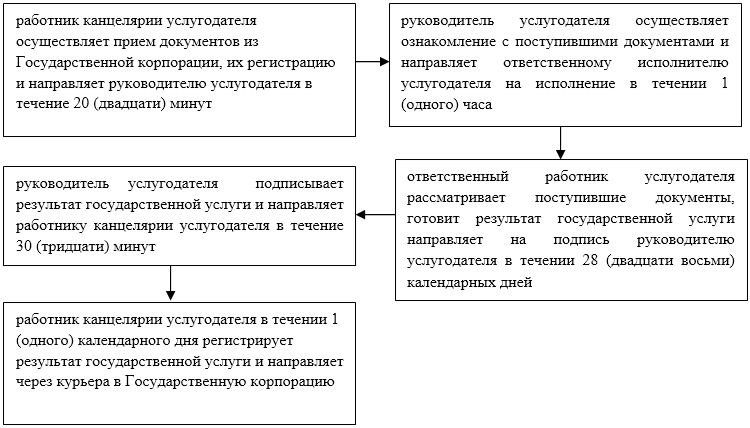 работник канцелярии услугодателя
осуществляет прием документов из
Государственной корпорации, их регистрацию
и направляет руководителю услугодателя в
течение 20 (двадцати) минут
руководитель услугодателя осуществляет
ознакомление с поступившими документами и
направляет ответственному исполнителю
услугодателя на исполнение в течении 1
(одного) часа
ответственный работник услугодателя
рассматривает поступившие документы,
готовит результат государственной услуги
направляет на подпись руководителю
услугодателя в течении 28 (двадцати восьми)
календарных дней
руководитель услугодателя подписывает
результат государственной услуги и направляет
работнику канцелярии услугодателя в течение
30 (тридцати) минут
работник канцелярии услугодателя в течении 1
(одного) календарного дня регистрирует
результат государственной услуги и направляет
через курьера в Государственную корпорацию